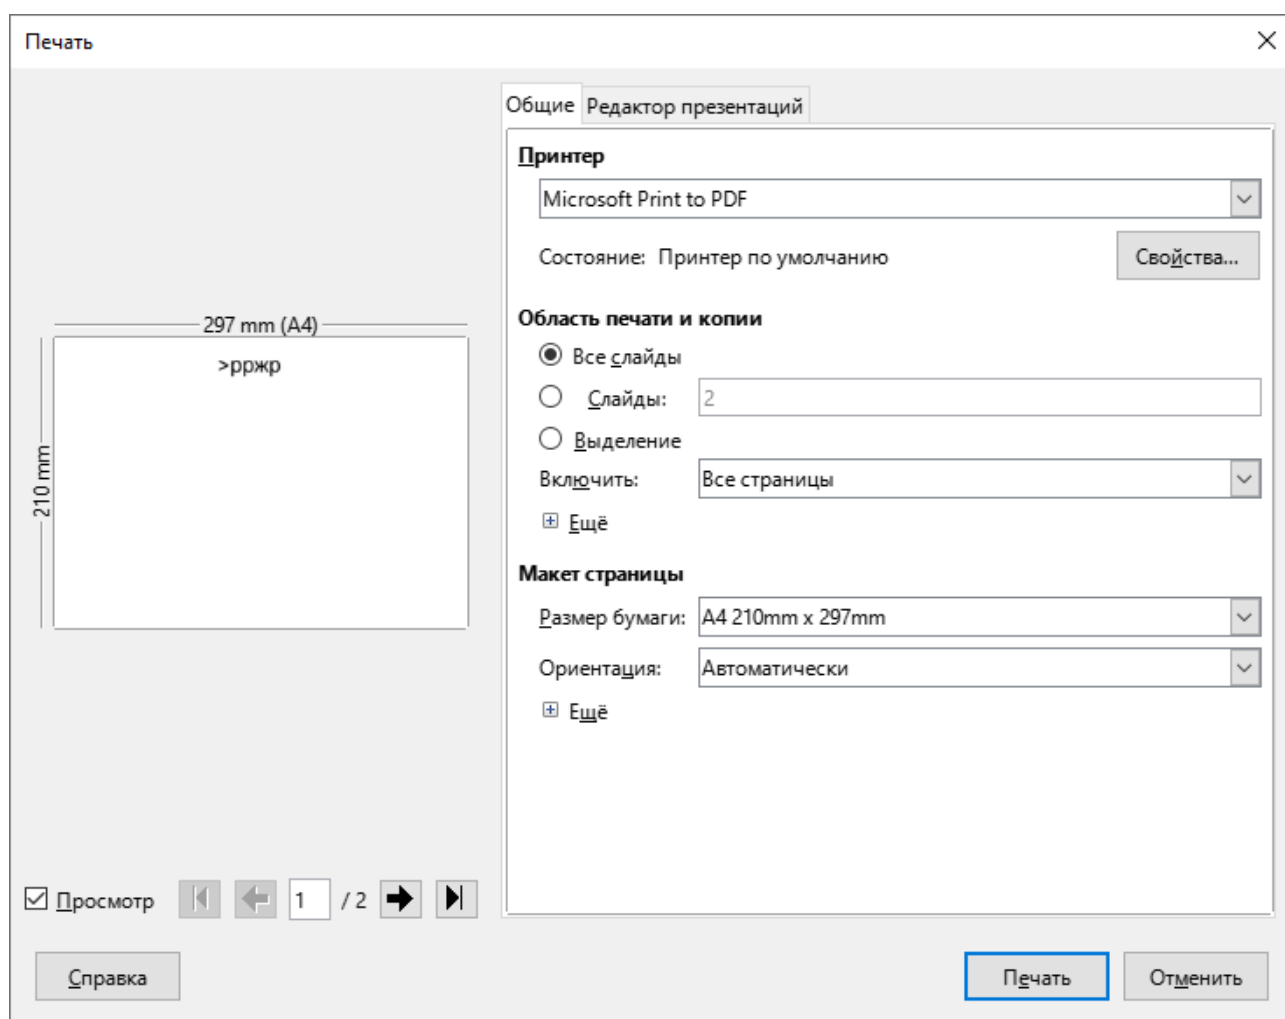 Печать
Общие
Редактор презентаций
Принтер
Microsoft Print to PDF
Состояние: Принтер по умолчанию
Свойства...
297 mm (A4)
210 mm
>рржр
Область печати и копии
Все слайды
Слайды: 2
Выделение
Включить: Все страницы
Ещё
Макет страницы
Размер бумаги: A4 210mm x 297mm
Ориентация: Автоматически
Ещё
Просмотр 1 / 2
Справка
Печать
Отменить